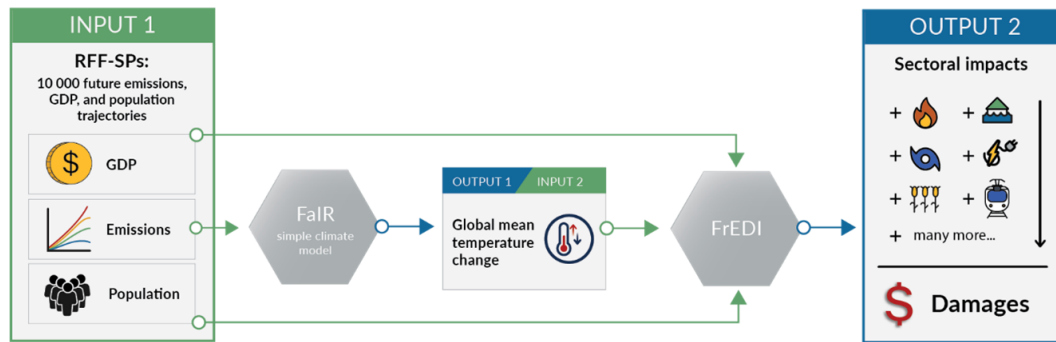 INPUT 1
RFF-SPs:
10 000 future emissions,
GDP, and population
trajectories
$
GDP
Emissions
Population
FaIR
simple climate
model
OUTPUT 1
INPUT 2
Global mean
temperature
change
FrEDI
OUTPUT 2
Sectoral impacts
+ +
+ +
+ +
+ many more...
$ Damages